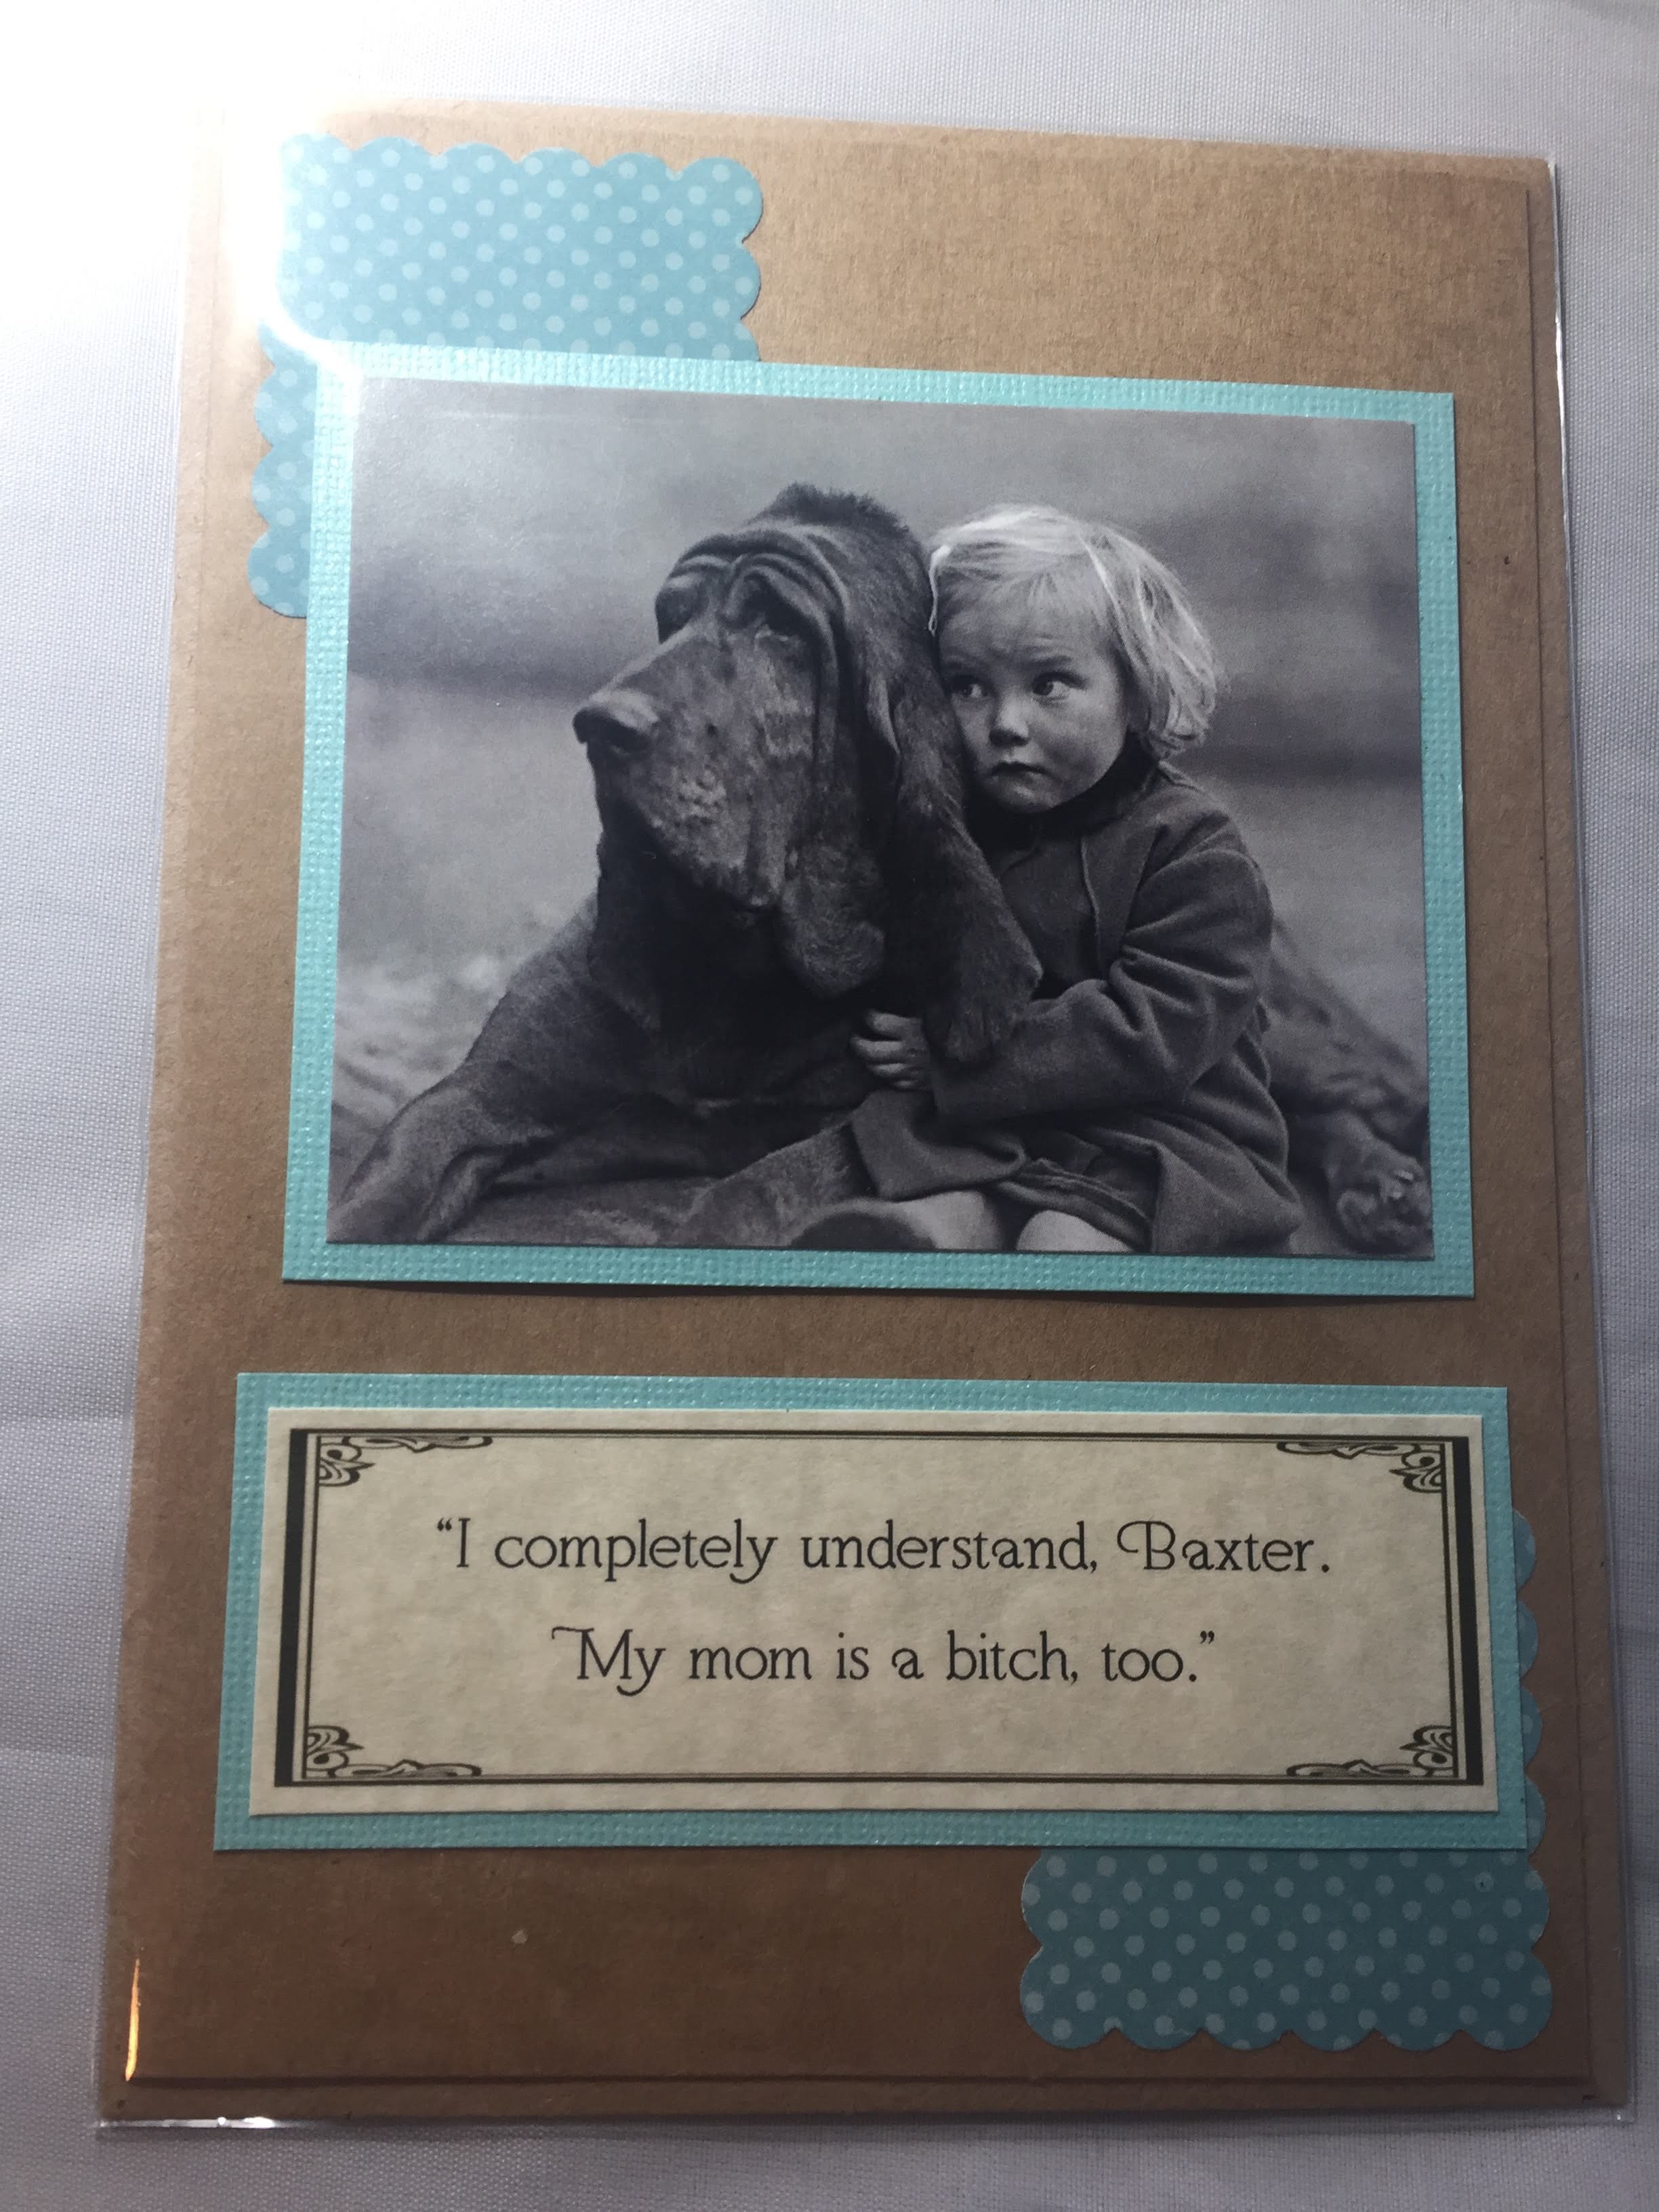 “I completely understand, Baxter.
My mom is a bitch, too.”